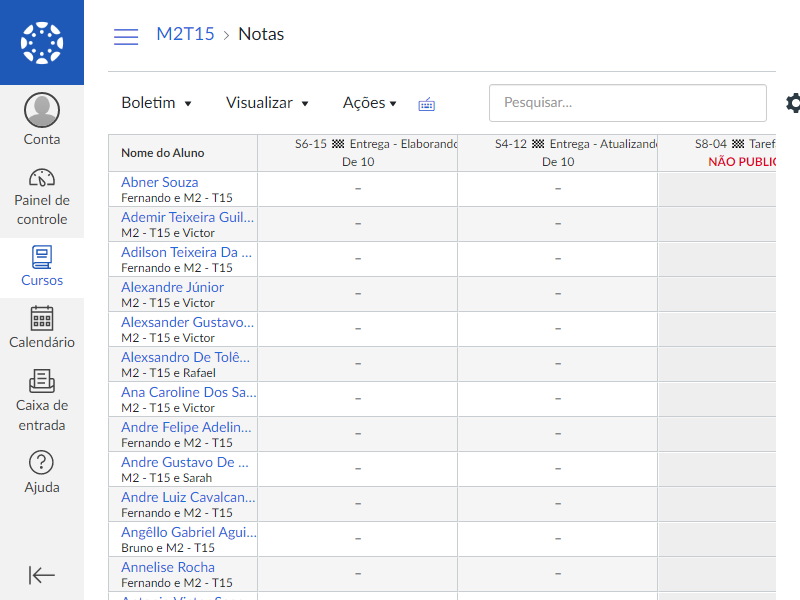 M2T15 › Notas
Boletim
Visualizar
Ações
Pesquisar...
Conta
Painel de
controle
Cursos
Calendário
Caixa de
entrada
Ajuda
Nome do Aluno
S6-15 Entrega - Elaborando
De 10
S4-12 Entrega - Atualizando
De 10
S8-04 Taref
NÃO PUBLIC
Abner Souza
Fernando e M2 - T15
–
–
Ademir Teixeira Guil...
M2 - T15 e Victor
–
–
Adilson Teixeira Da ...
Fernando e M2 - T15
–
–
Alexandre Júnior
M2 - T15 e Victor
–
–
Alexsander Gustavo...
M2 - T15 e Victor
–
–
Alexsandro De Tolê...
M2 - T15 e Rafael
–
–
Ana Caroline Dos Sa...
M2 - T15 e Victor
–
–
Andre Felipe Adelin...
Fernando e M2 - T15
–
–
Andre Gustavo De ...
M2 - T15 e Sarah
–
–
Andre Luiz Cavalcan...
Fernando e M2 - T15
–
–
Angêllo Gabriel Agui...
Bruno e M2 - T15
–
–
Annelise Rocha
Fernando e M2 - T15
–
–